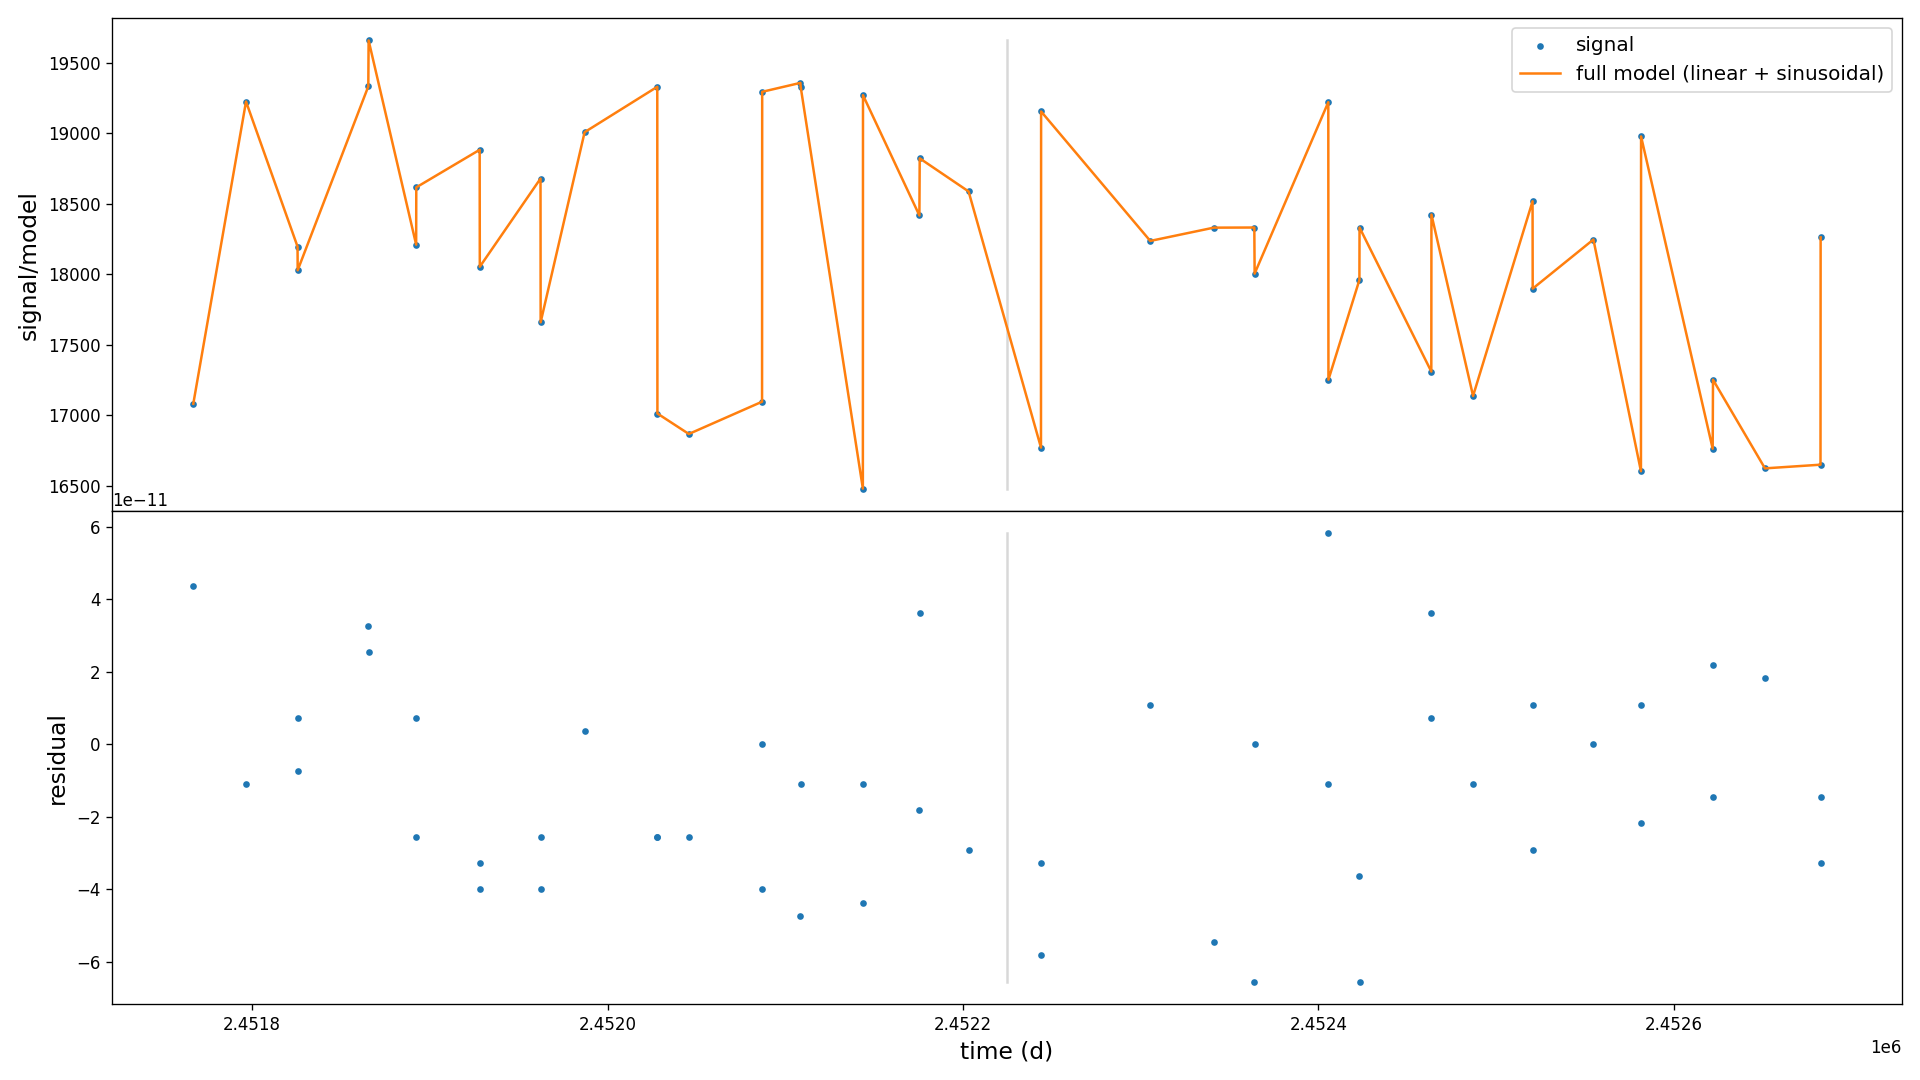 signal
full model (linear + sinusoidal)
19500
19000
18500
18000
17500
17000
16500
signal/model
1e−11
6
4
2
0
−2
−4
−6
residual
2.4518
2.4520
2.4522
2.4524
2.4526
1e6
time (d)